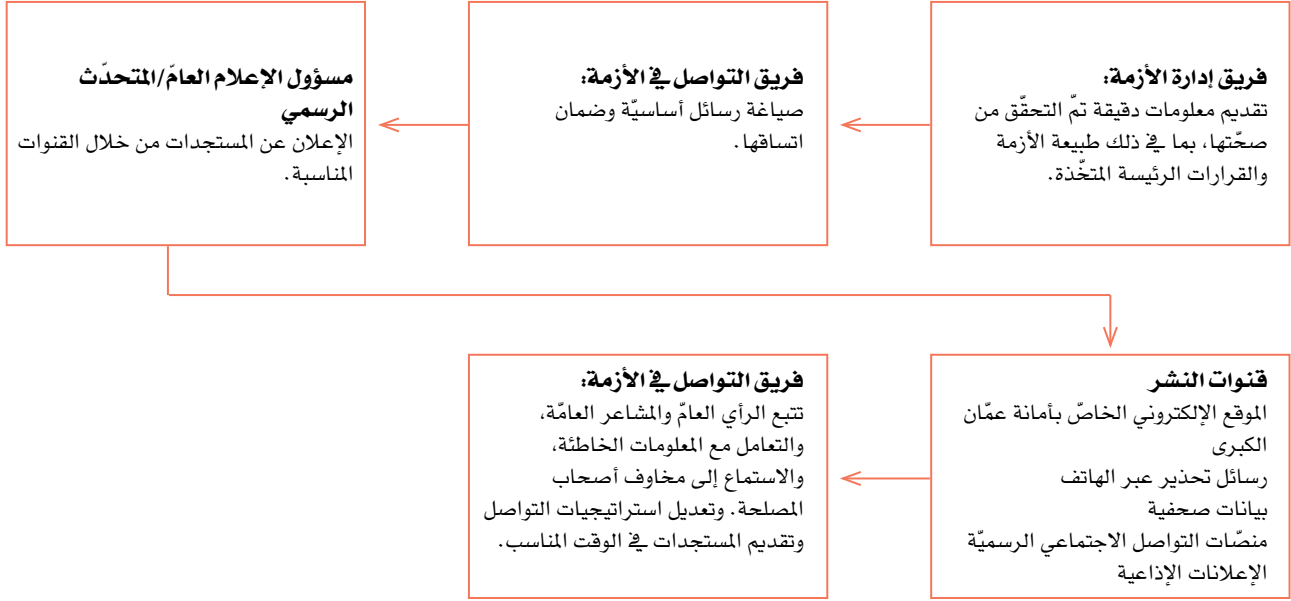 فريق إدارة الأزمة:
تقديم معلومات دقيقة تمّ التحقّق من
صحّتها، بما في ذلك طبيعة الأزمة
والقرارات الرئيسة المتخّذة.
فريق التواصل في الأزمة:
صياغة رسائل أساسيّة وضمان
اتساقها.
مسؤول الإعلام العامّ/المتحدّث
الرسمي
الإعلان عن المستجدات من خلال القنوات
المناسبة.
قنوات النشر
الموقع الإلكتروني الخاصّ بأمانة عمّان
الكبرى
رسائل تحذير عبر الهاتف
بيانات صحفية
منصّات التواصل الاجتماعي الرسميّة
الإعلانات الإذاعية
فريق التواصل في الأزمة:
تتبع الرأي العامّ والمشاعر العامّة،
والتعامل مع المعلومات الخاطئة،
والاستماع إلى مخاوف أصحاب
المصلحة. وتعديل استراتيجيات التواصل
وتقديم المستجدات في الوقت المناسب.